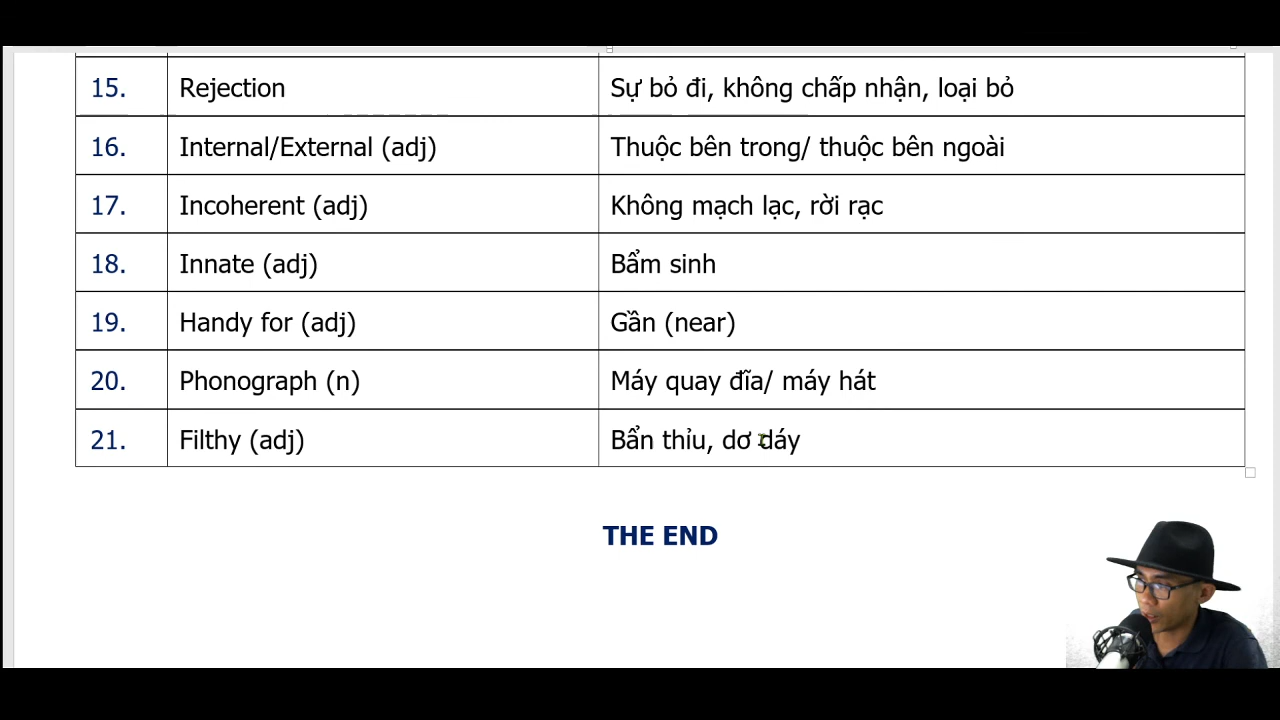 15. Rejection Sự bỏ đi, không chấp nhận, loại bỏ
16. Internal/External (adj) Thuộc bên trong/ thuộc bên ngoài
17. Incoherent (adj) Không mạch lạc, rời rạc
18. Innate (adj) Bẩm sinh
19. Handy for (adj) Gần (near)
20. Phonograph (n) Máy quay đĩa/ máy hát
21. Filthy (adj) Bẩn thỉu, dơ dáy
THE END